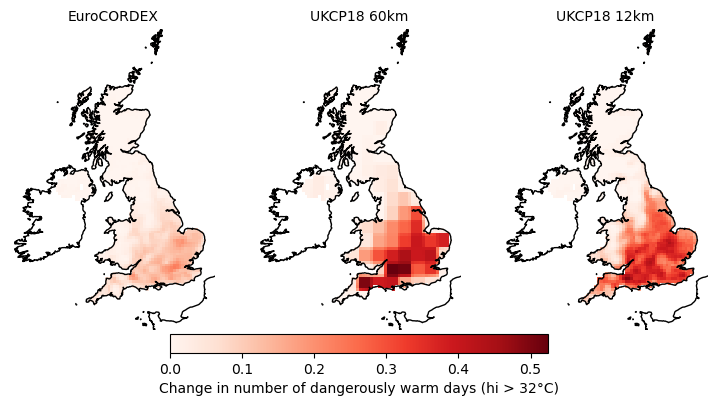 EuroCORDEX
UKCP18 60km
UKCP18 12km
0.0 0.1 0.2 0.3 0.4 0.5
Change in number of dangerously warm days (hi > 32°C)